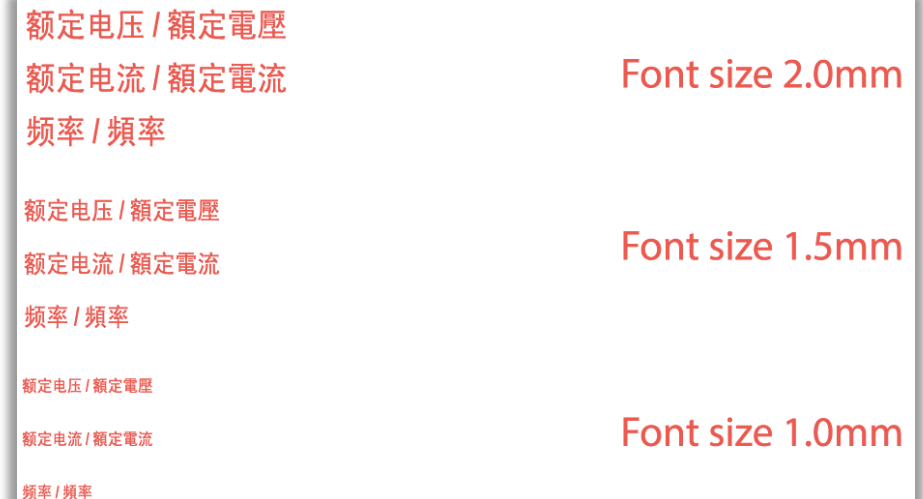 额定电压 / 額定電壓
额定电流 / 額定電流
Font size 2.0mm
频率 / 頻率
额定电压 / 額定電壓
额定电流 / 額定電流
Font size 1.5mm
频率 / 頻率
额定电压 / 額定電壓
额定电流 / 額定電流
Font size 1.0mm
频率 / 頻率